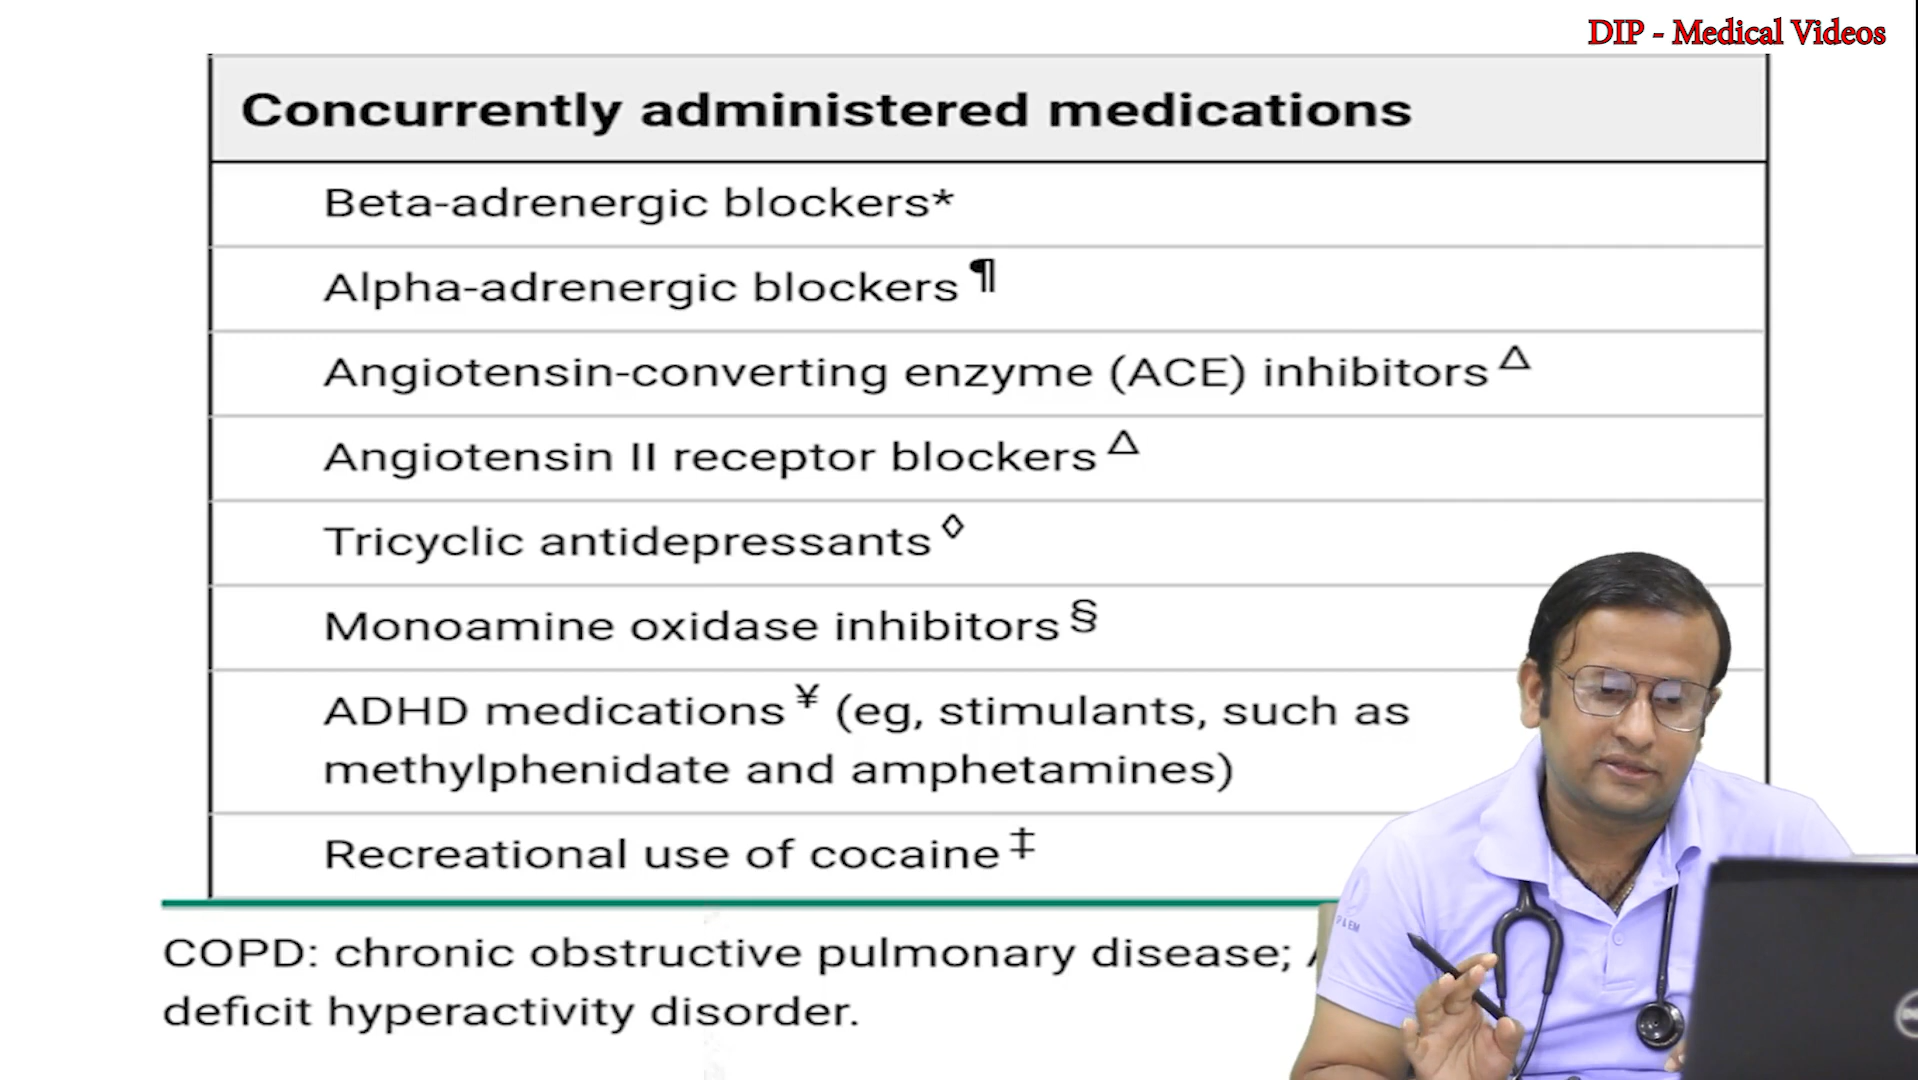 DIP - Medical Videos
Concurrently administered medications
Beta-adrenergic blockers*
Alpha-adrenergic blockers¶
Angiotensin-converting enzyme (ACE) inhibitors△
Angiotensin II receptor blockers△
Tricyclic antidepressants◊
Monoamine oxidase inhibitors§
ADHD medications¥ (eg, stimulants, such as
methylphenidate and amphetamines)
Recreational use of cocaine‡
COPD: chronic obstructive pulmonary disease;
deficit hyperactivity disorder.